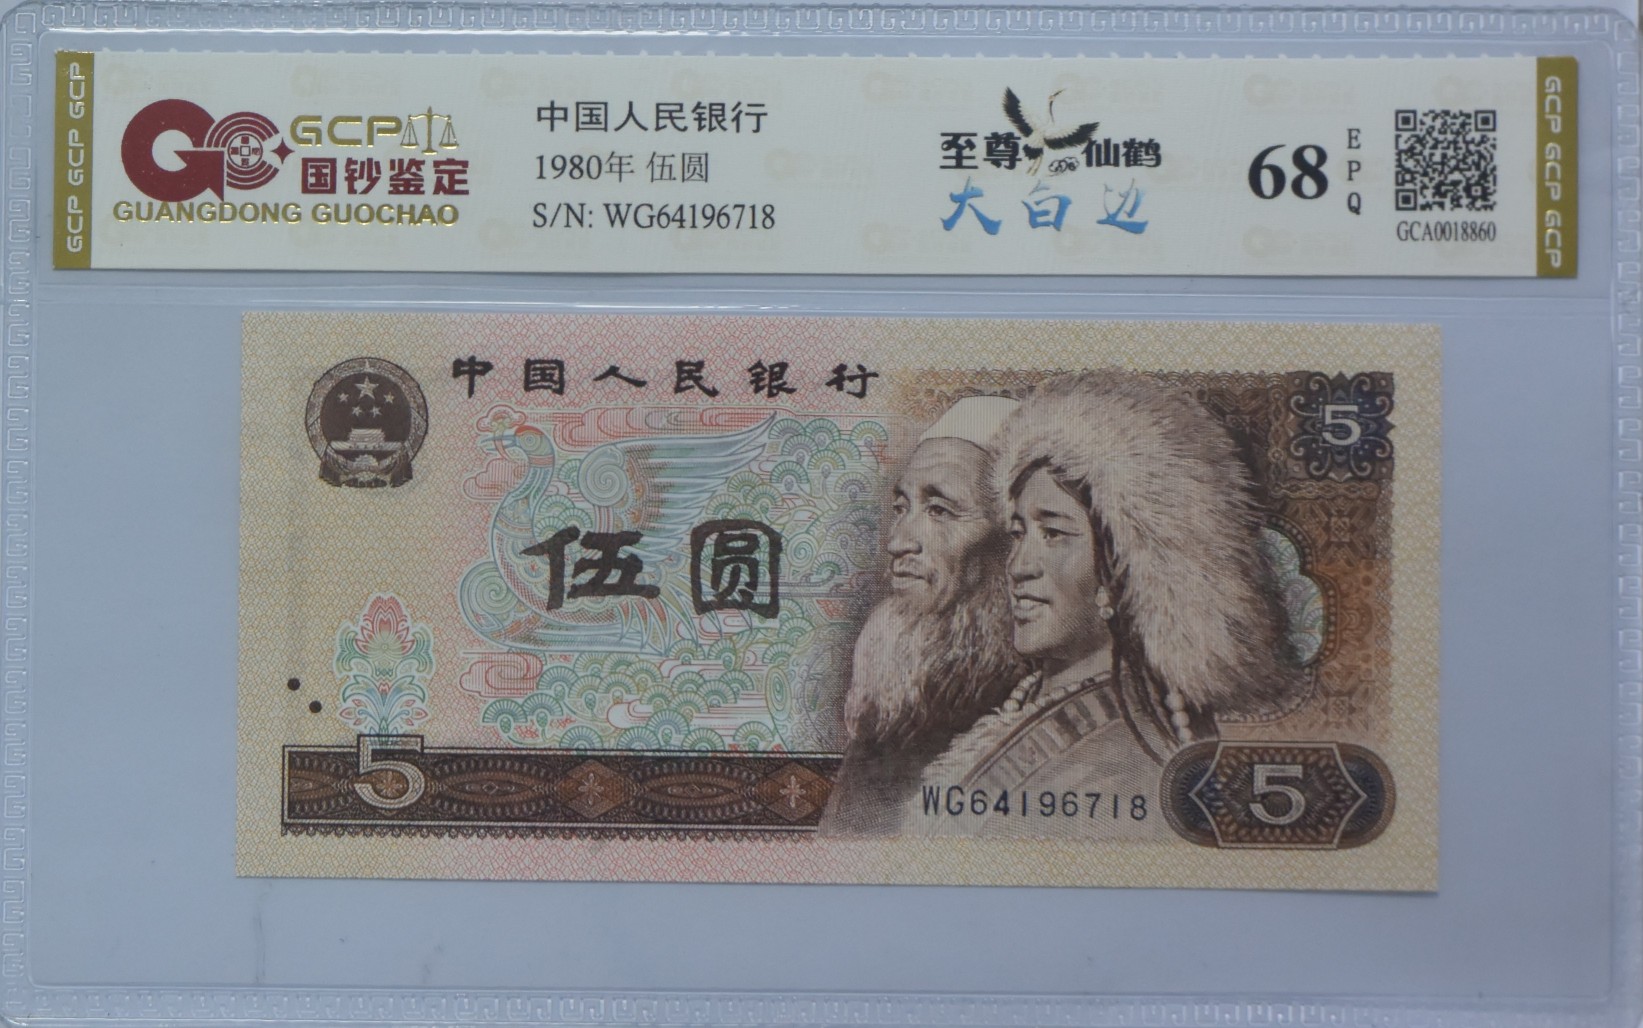 GCP GCP GCP
GCP
国钞鉴定
GUANGDONG GUOCHAO
中国人民银行
1980年 伍圆
S/N: WG64196718
至尊 仙鹤
大白边
68
EPQ
GCA0018860
GCP GCP GCP
中国人民银行
5
伍圆
5
WG64196718
5